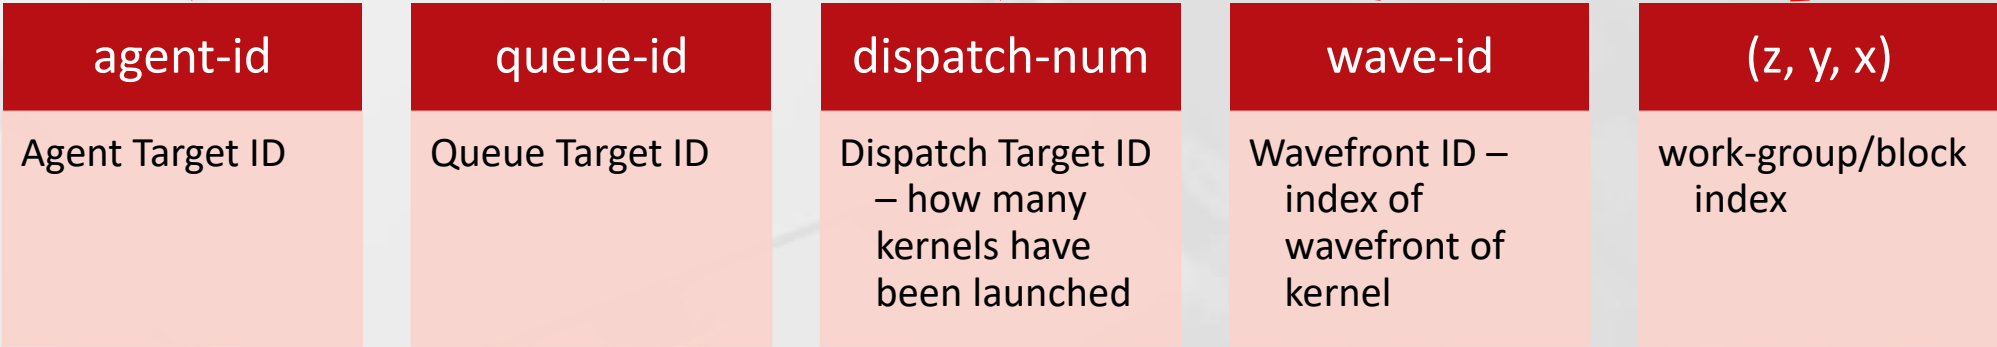 agent-id
Agent Target ID
queue-id
Queue Target ID
dispatch-num
Dispatch Target ID
– how many
kernels have
been launched
wave-id
Wavefront ID –
index of
wavefront of
kernel
(z, y, x)
work-group/block
index